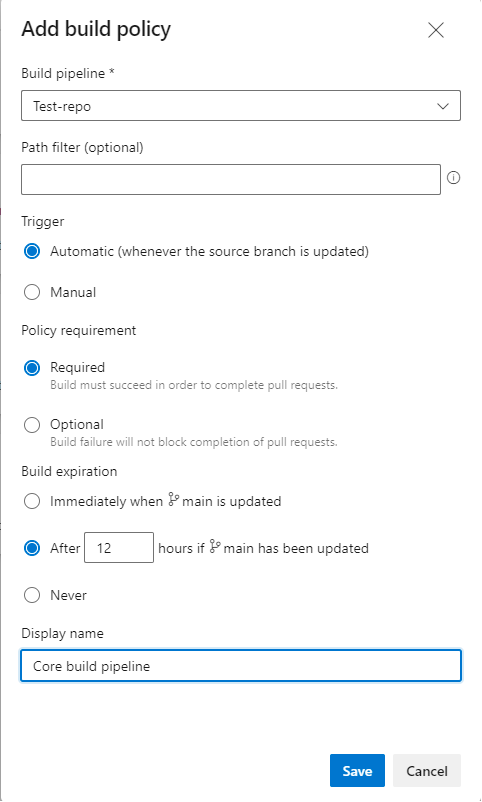 Add build policy
Build pipeline *
Test-repo
Path filter (optional)
Trigger
Automatic (whenever the source branch is updated)
Manual
Policy requirement
Required
Build must succeed in order to complete pull requests.
Optional
Build failure will not block completion of pull requests.
Build expiration
Immediately when main is updated
After 12 hours if main has been updated
Never
Display name
Core build pipeline
Save Cancel